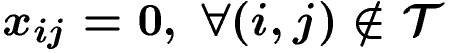 x_{ij} = 0, ∀(i, j) ∉ 𝒯